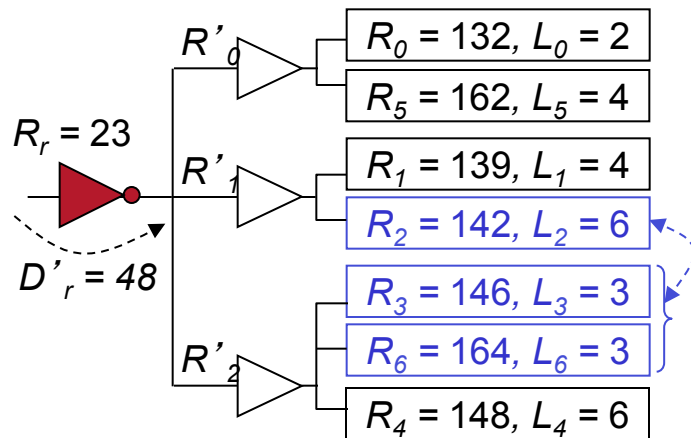 R'₀
R₀ = 132, L₀ = 2
R₅ = 162, L₅ = 4
Rᵣ = 23
R'₁
R₁ = 139, L₁ = 4
R₂ = 142, L₂ = 6
D'ᵣ = 48
R₃ = 146, L₃ = 3
R'₂
R₆ = 164, L₆ = 3
R₄ = 148, L₄ = 6